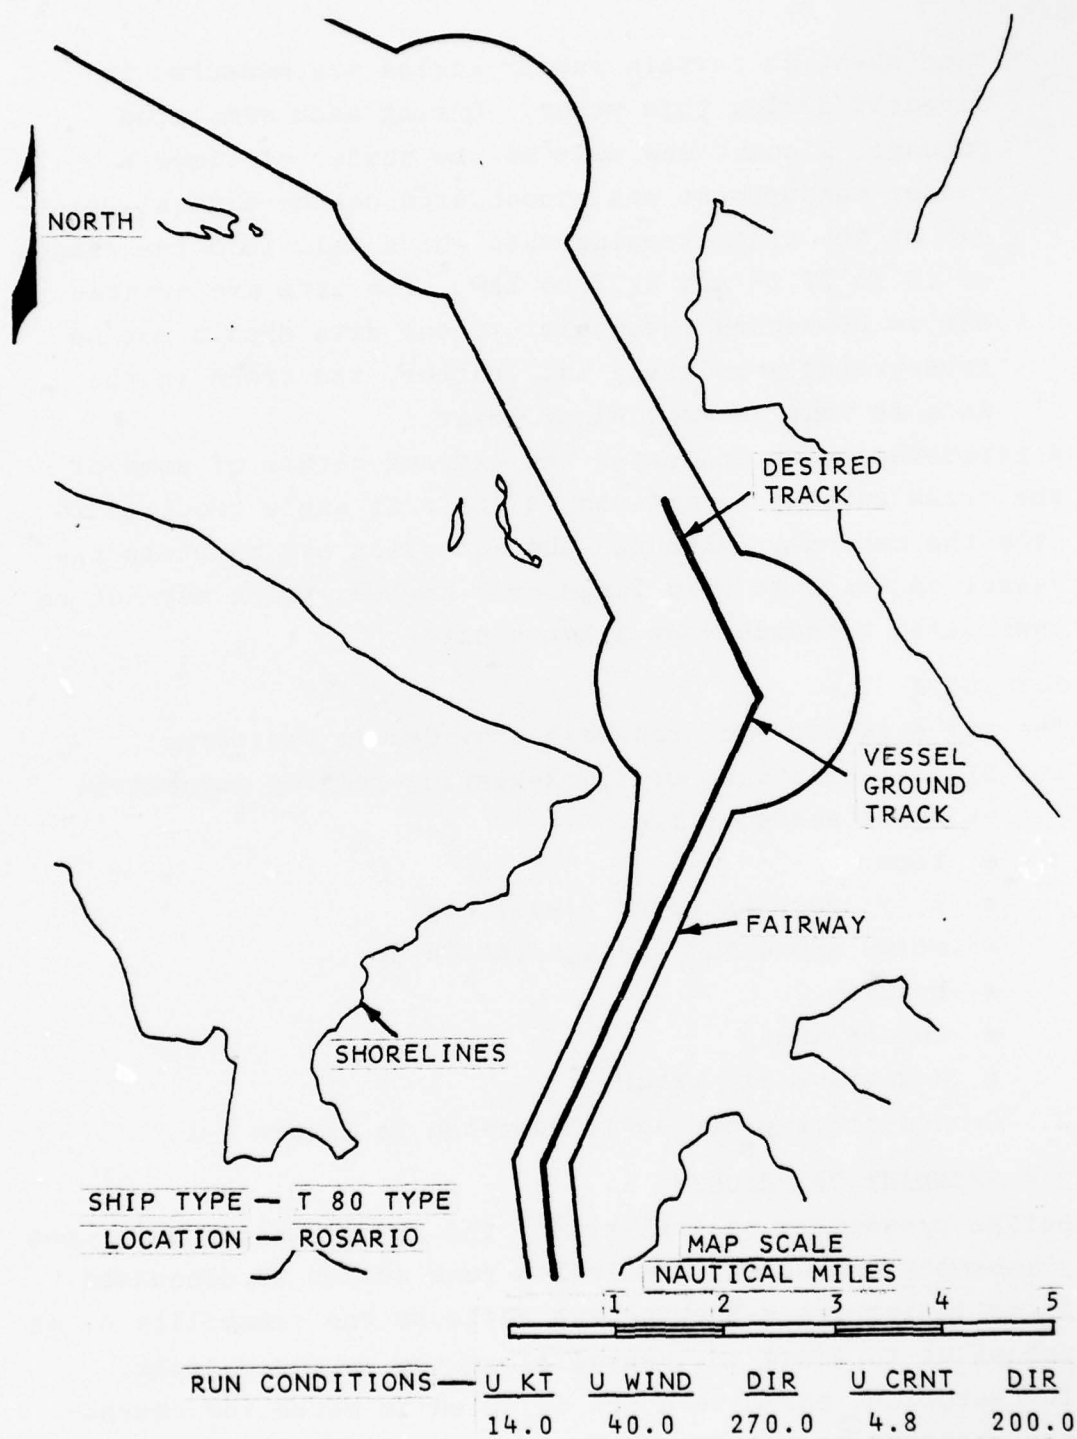 NORTH
DESIRED
TRACK
VESSEL
GROUND
TRACK
FAIRWAY
SHORELINES
SHIP TYPE — T 80 TYPE
LOCATION — ROSARIO
MAP SCALE
NAUTICAL MILES
1 2 3 4 5
RUN CONDITIONS — U KT U WIND DIR U CRNT DIR
14.0 40.0 270.0 4.8 200.0